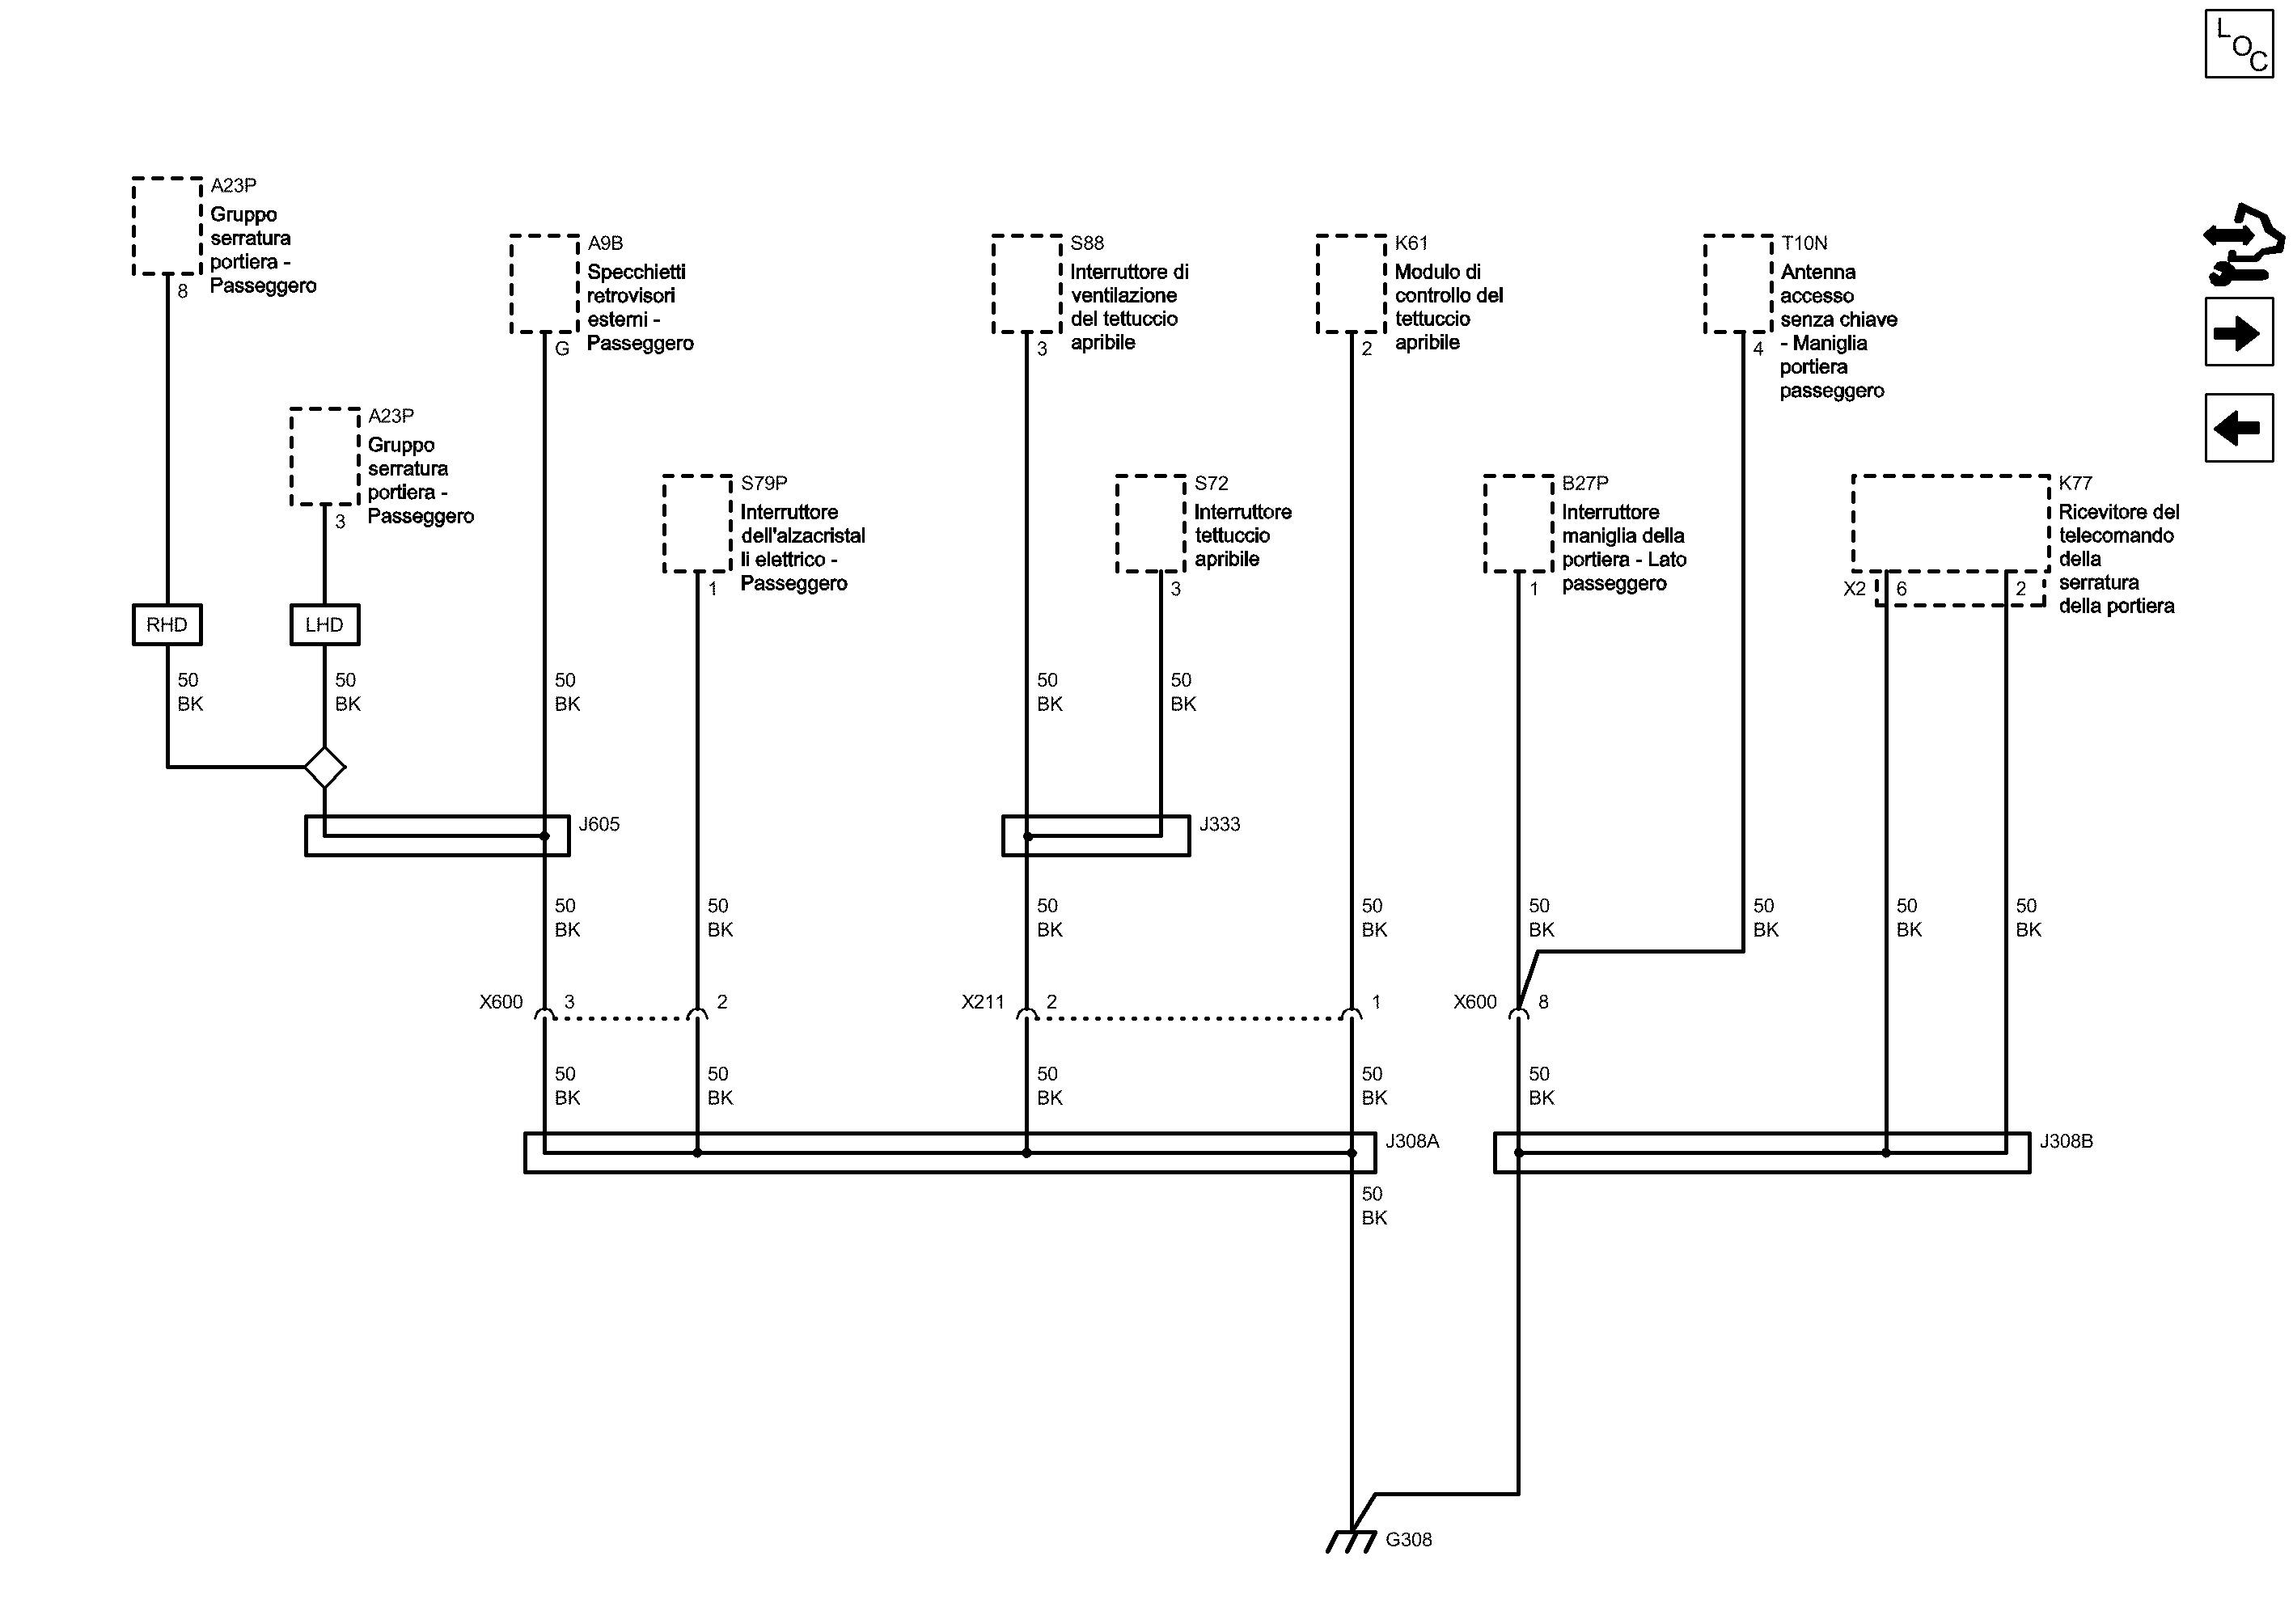 LOC
A23P
Gruppo
serratura
portiera -
Passeggero
8
A9B
Specchietti
retrovisori
esterni -
Passeggero
G
S88
Interruttore di
ventilazione
del tettuccio
apribile
3
K61
Modulo di
controllo del
tettuccio
apribile
2
T10N
Antenna
accesso
senza chiave
- Maniglia
portiera
passeggero
4
A23P
Gruppo
serratura
portiera -
Passeggero
3
S79P
Interruttore
dell'alzacristal
li elettrico -
Passeggero
1
S72
Interruttore
tettuccio
apribile
3
B27P
Interruttore
maniglia della
portiera - Lato
passeggero
1
K77
Ricevitore del
telecomando
della
serratura
della portiera
X2 6 2
RHD LHD
50 50 50 50 50
BK BK BK BK BK
J605 J333
50 50 50 50 50 50 50 50
BK BK BK BK BK BK BK BK
X600 3 2 X211 2 1 X600 8
50 50 50 50 50
BK BK BK BK BK
J308A J308B
50
BK
G308